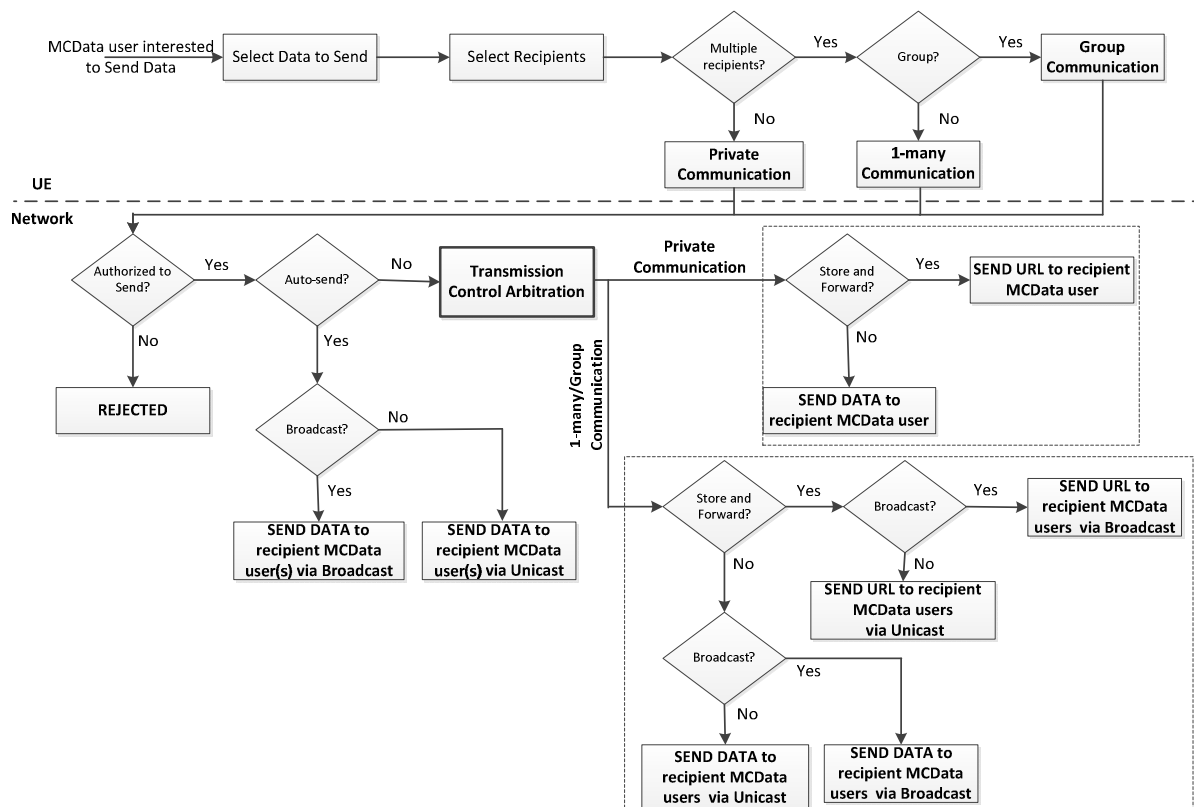 MCData user interested
to Send Data
Select Data to Send
Select Recipients
Multiple
recipients?
Yes
Group?
Yes
Group
Communication
No
No
Private
Communication
1-many
Communication
UE
Network
Authorized to
Send?
Yes
Auto-send?
No
Transmission
Control Arbitration
Private
Communication
Store and
Forward?
Yes
SEND URL to recipient
MCData user
No
Yes
No
REJECTED
SEND DATA to
recipient MCData user
1-many/Group
Communication
Broadcast?
No
Yes
SEND DATA to
recipient MCData
user(s) via Broadcast
SEND DATA to
recipient MCData
user(s) via Unicast
Store and
Forward?
Yes
Broadcast?
Yes
SEND URL to
recipient MCData
users via Broadcast
No
No
SEND URL to recipient
MCData users
via Unicast
Broadcast?
Yes
No
SEND DATA to
recipient MCData
users via Unicast
SEND DATA to
recipient MCData
users via Broadcast